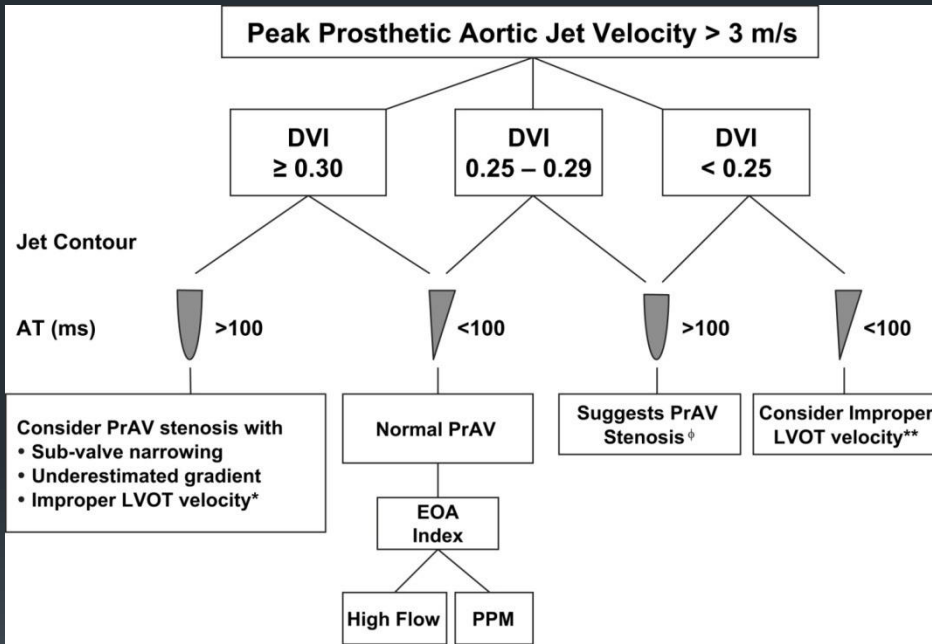 Peak Prosthetic Aortic Jet Velocity > 3 m/s
DVI
≥ 0.30
DVI
0.25 – 0.29
DVI
< 0.25
Jet Contour
AT (ms)
>100
<100
>100
<100
Consider PrAV stenosis with
• Sub-valve narrowing
• Underestimated gradient
• Improper LVOT velocity*
Normal PrAV
Suggests PrAV
Stenosis ϕ
Consider Improper
LVOT velocity**
EOA
Index
High Flow
PPM